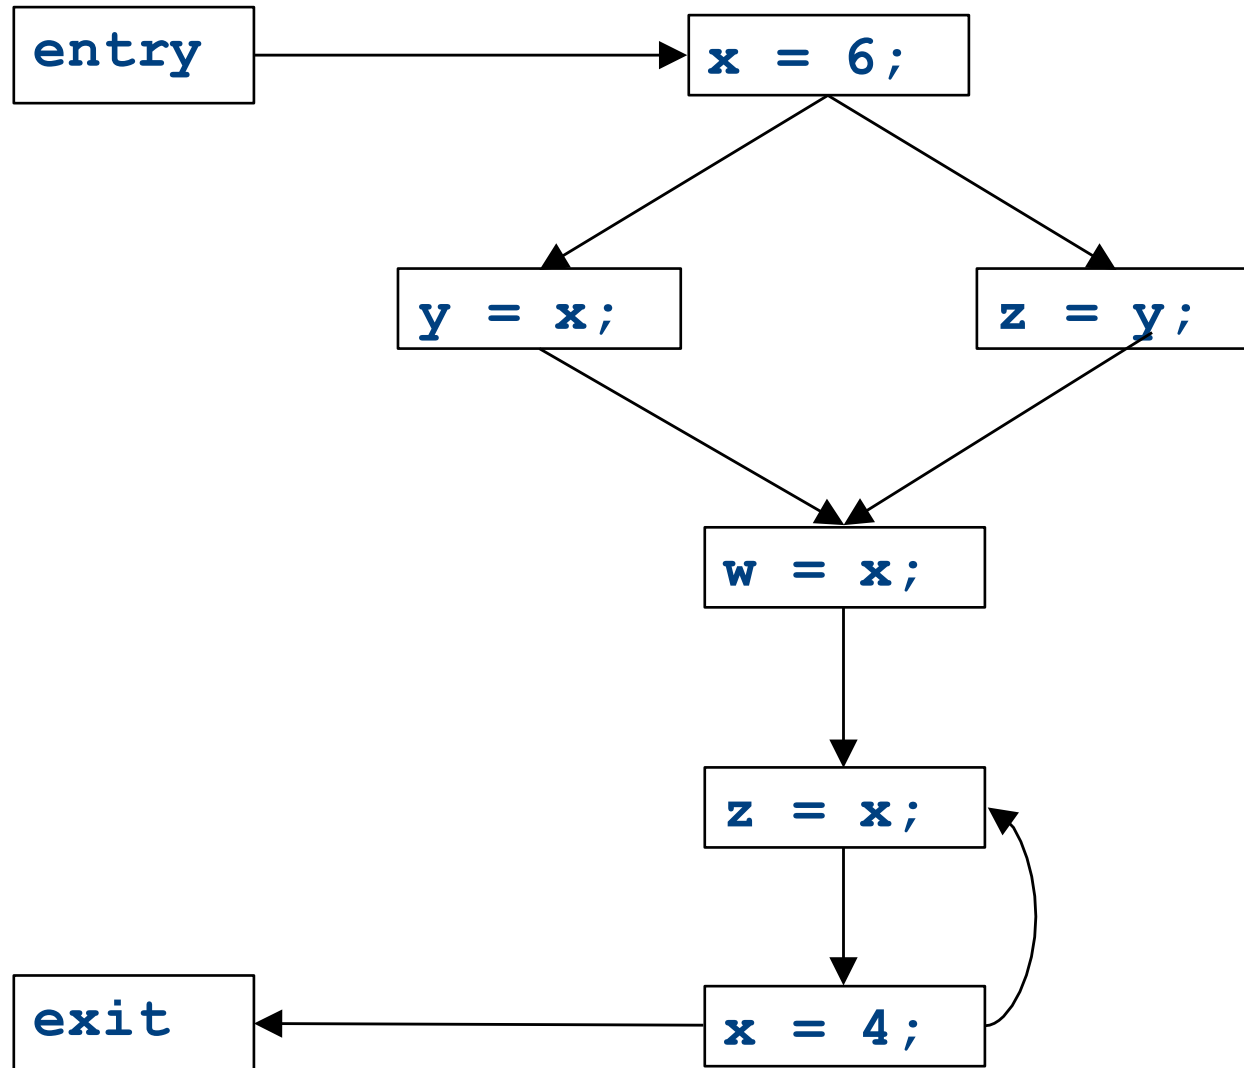 entry
x = 6;
y = x;
z = y;
w = x;
z = x;
x = 4;
exit